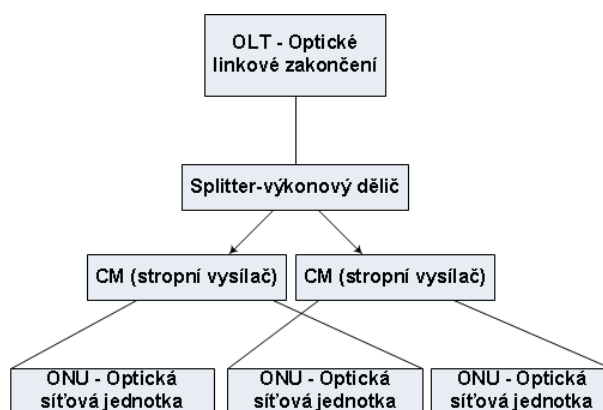 OLT - Optické
linkové zakončení
Splitter-výkonový dělič
CM (stropní vysílač)
CM (stropní vysílač)
ONU - Optická
síťová jednotka
ONU - Optická
síťová jednotka
ONU - Optická
síťová jednotka